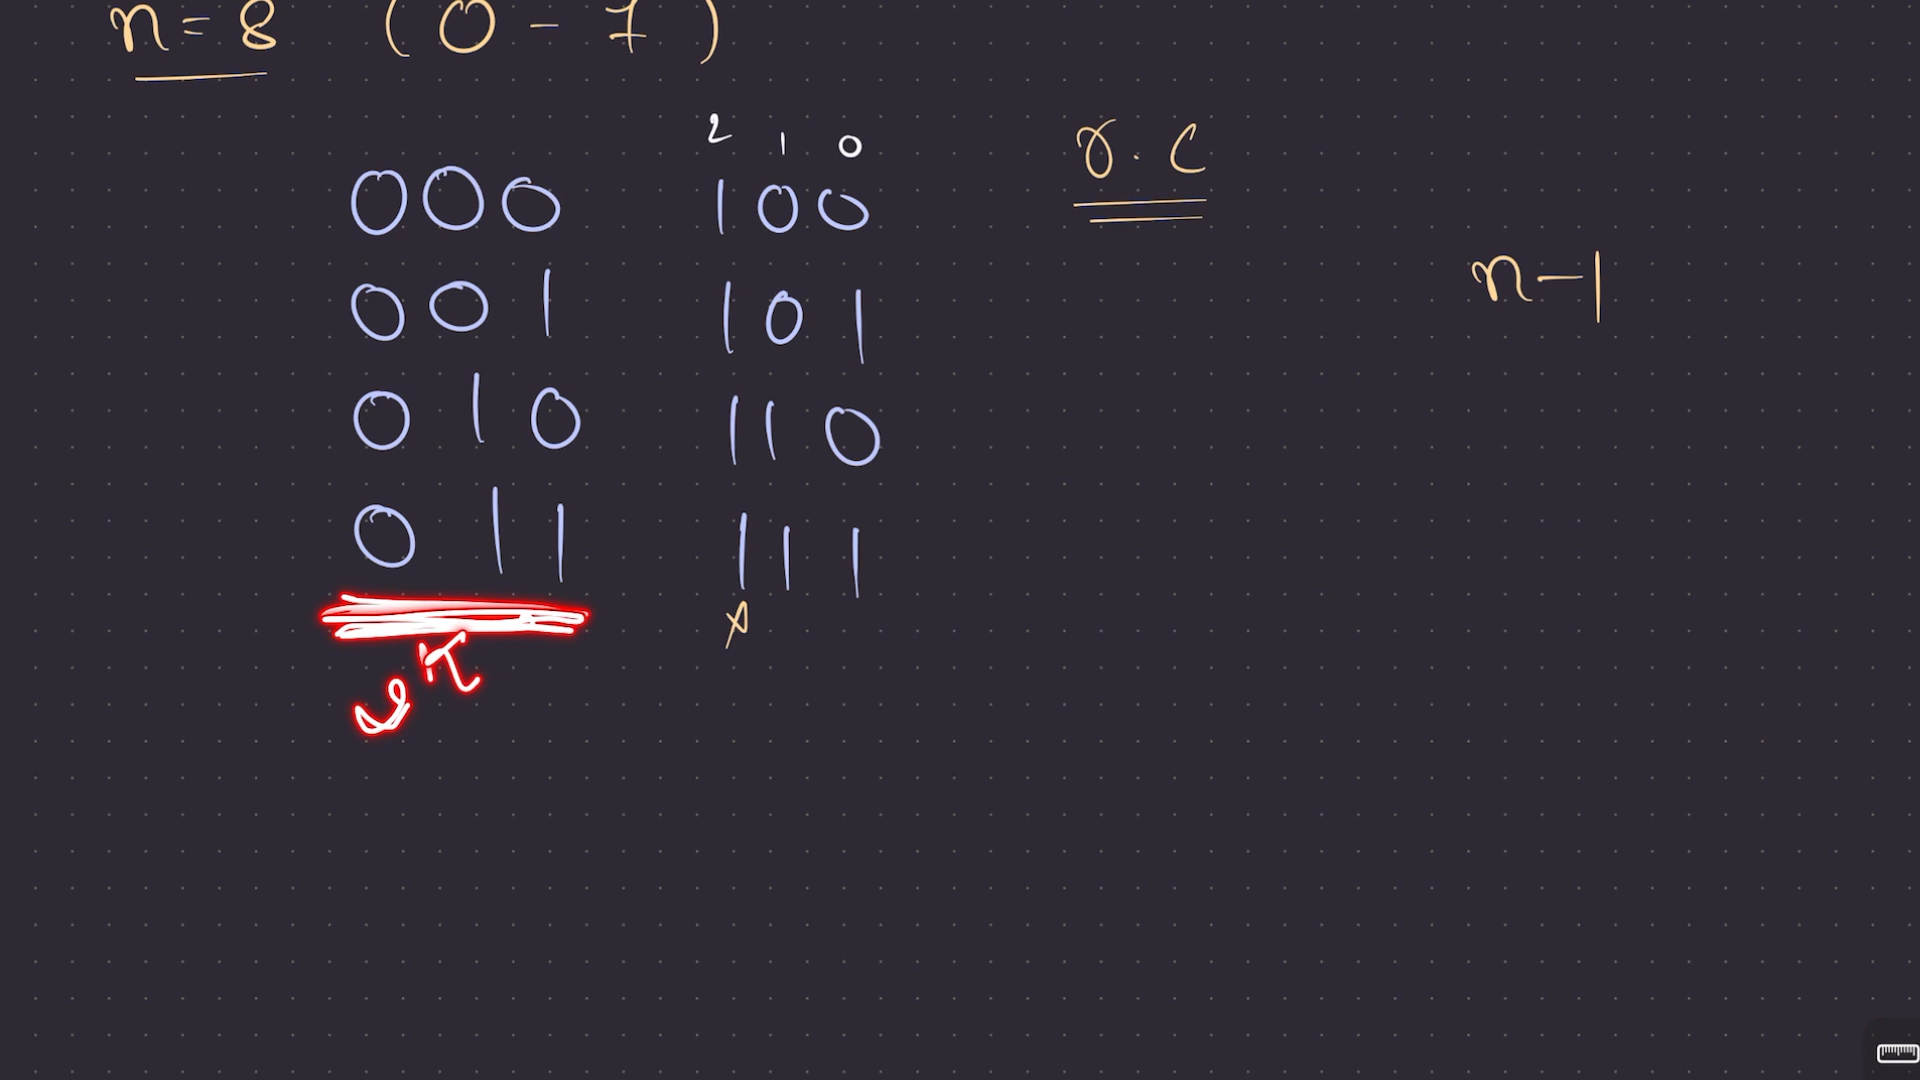 n = 8 ( 0 - 7 )
2 1 0
000 100 r . c
001 101 n - 1
010 110
011 111